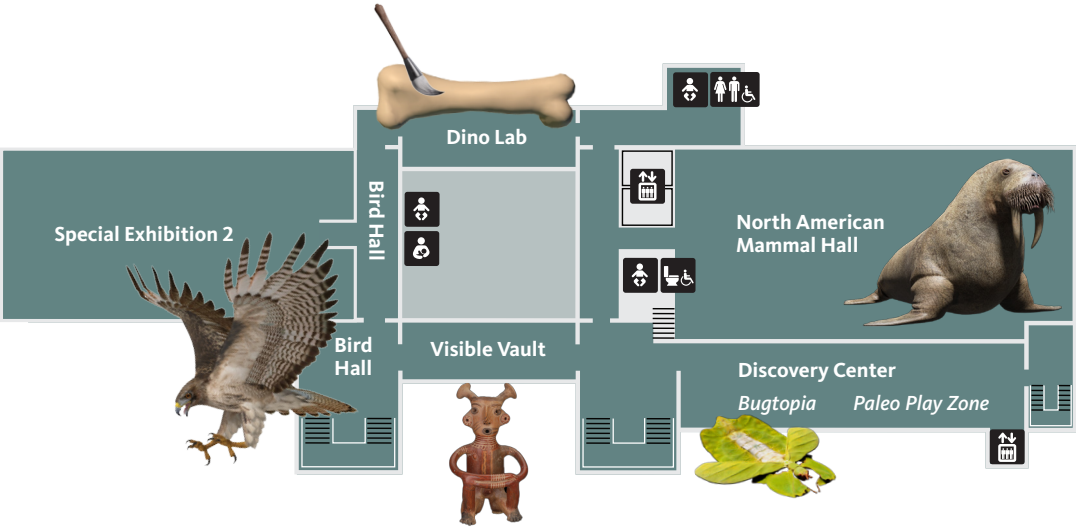 Dino Lab
Bird Hall
Special Exhibition 2
North American
Mammal Hall
Bird
Hall
Visible Vault
Discovery Center
Bugtopia Paleo Play Zone